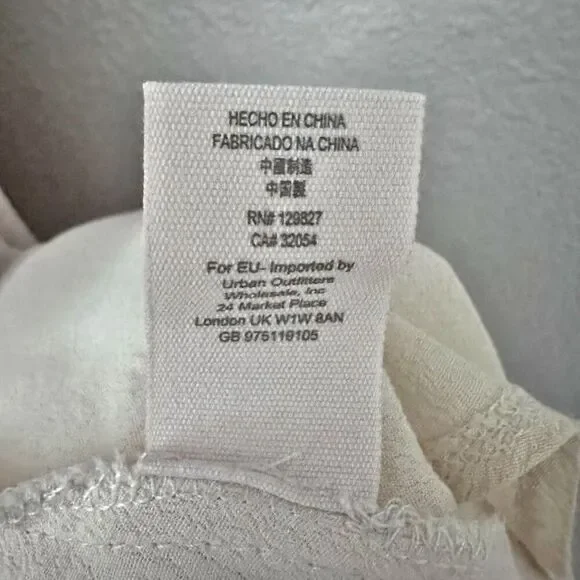 HECHO EN CHINA
FABRICADO NA CHINA
中國制造
中国製
RN# 129827
CA# 32054
For EU- Imported by
Urban Outfitters
Wholesale, Inc
24 Market Place
London UK W1W 8AN
GB 975119105